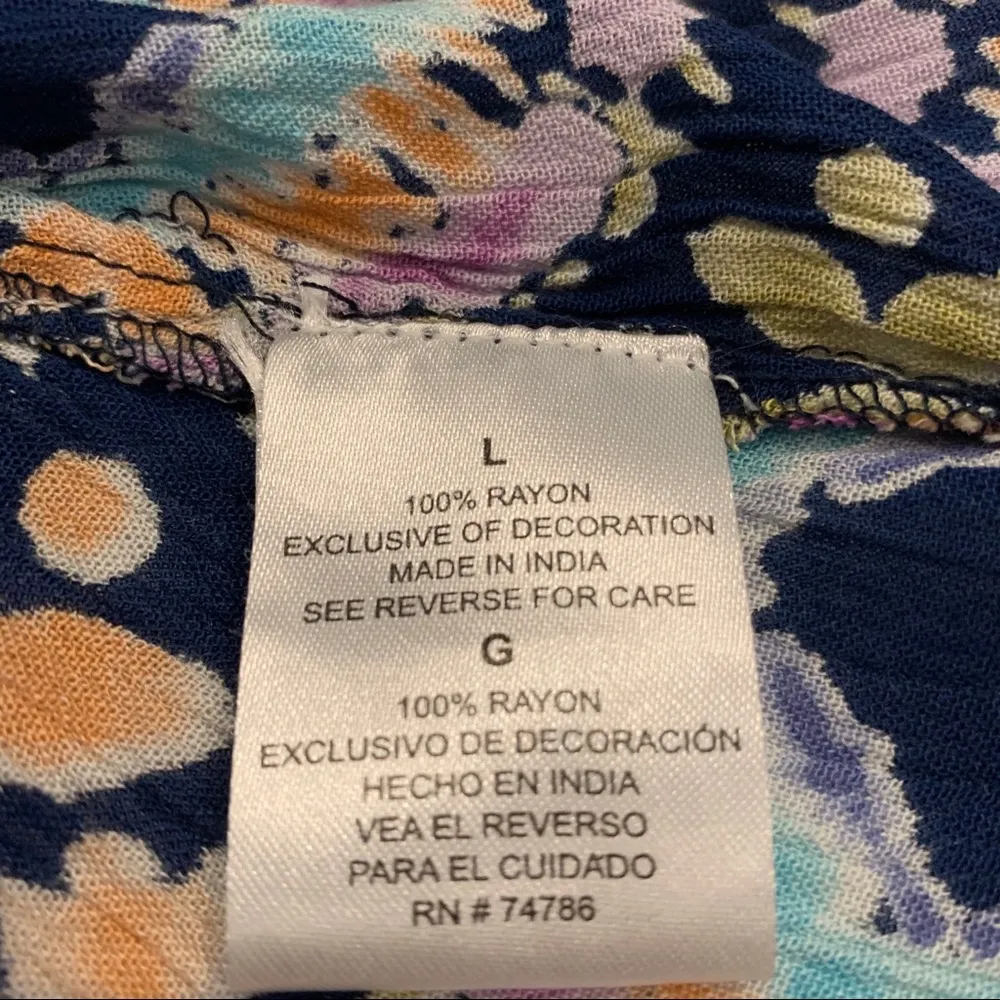 L
100% RAYON
EXCLUSIVE OF DECORATION
MADE IN INDIA
SEE REVERSE FOR CARE
G
100% RAYON
EXCLUSIVO DE DECORACIÓN
HECHO EN INDIA
VEA EL REVERSO
PARA EL CUIDADO
RN # 74786